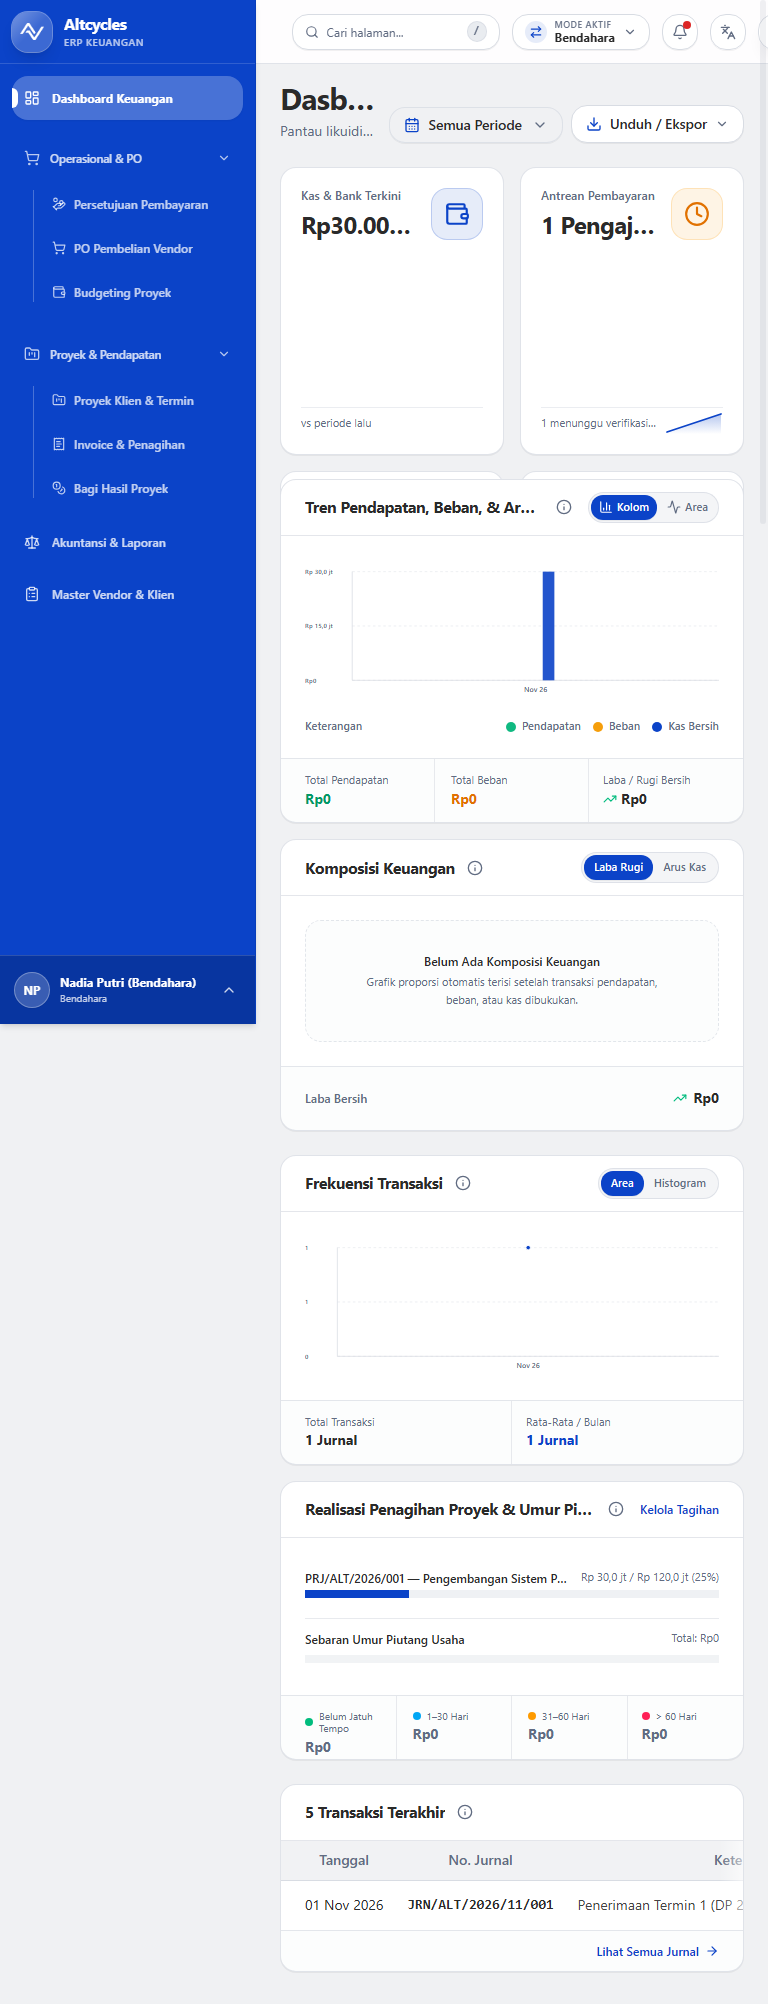 Altcycles
ERP KEUANGAN
Dashboard Keuangan
Operasional & PO
Persetujuan Pembayaran
PO Pembelian Vendor
Budgeting Proyek
Proyek & Pendapatan
Proyek Klien & Termin
Invoice & Penagihan
Bagi Hasil Proyek
Akuntansi & Laporan
Master Vendor & Klien
NP
Nadia Putri (Bendahara)
Bendahara
Cari halaman...
/
MODE AKTIF
Bendahara
Dasb...
Pantau likuidi...
Semua Periode
Unduh / Ekspor
Kas & Bank Terkini
Rp30.00...
vs periode lalu
Antrean Pembayaran
1 Pengaj...
1 menunggu verifikasi...
Tren Pendapatan, Beban, & Ar...
Kolom
Area
Rp 30,0 jt
Rp 15,0 jt
Rp0
Nov 26
Keterangan
Pendapatan
Beban
Kas Bersih
Total Pendapatan
Rp0
Total Beban
Rp0
Laba / Rugi Bersih
Rp0
Komposisi Keuangan
Laba Rugi
Arus Kas
Belum Ada Komposisi Keuangan
Grafik proporsi otomatis terisi setelah transaksi pendapatan,
beban, atau kas dibukukan.
Laba Bersih
Rp0
Frekuensi Transaksi
Area
Histogram
1
1
0
Nov 26
Total Transaksi
1 Jurnal
Rata-Rata / Bulan
1 Jurnal
Realisasi Penagihan Proyek & Umur Pi...
Kelola Tagihan
PRJ/ALT/2026/001 — Pengembangan Sistem P...
Rp 30,0 jt / Rp 120,0 jt (25%)
Sebaran Umur Piutang Usaha
Total: Rp0
Belum Jatuh
Tempo
Rp0
1–30 Hari
Rp0
31–60 Hari
Rp0
> 60 Hari
Rp0
5 Transaksi Terakhir
Tanggal
No. Jurnal
Kete
01 Nov 2026
JRN/ALT/2026/11/001
Penerimaan Termin 1 (DP 2
Lihat Semua Jurnal